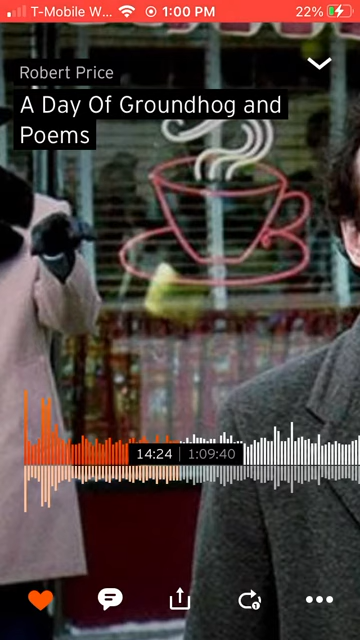 T-Mobile W... 1:00 PM 22%
Robert Price
A Day Of Groundhog and
Poems
14:24 | 1:09:40